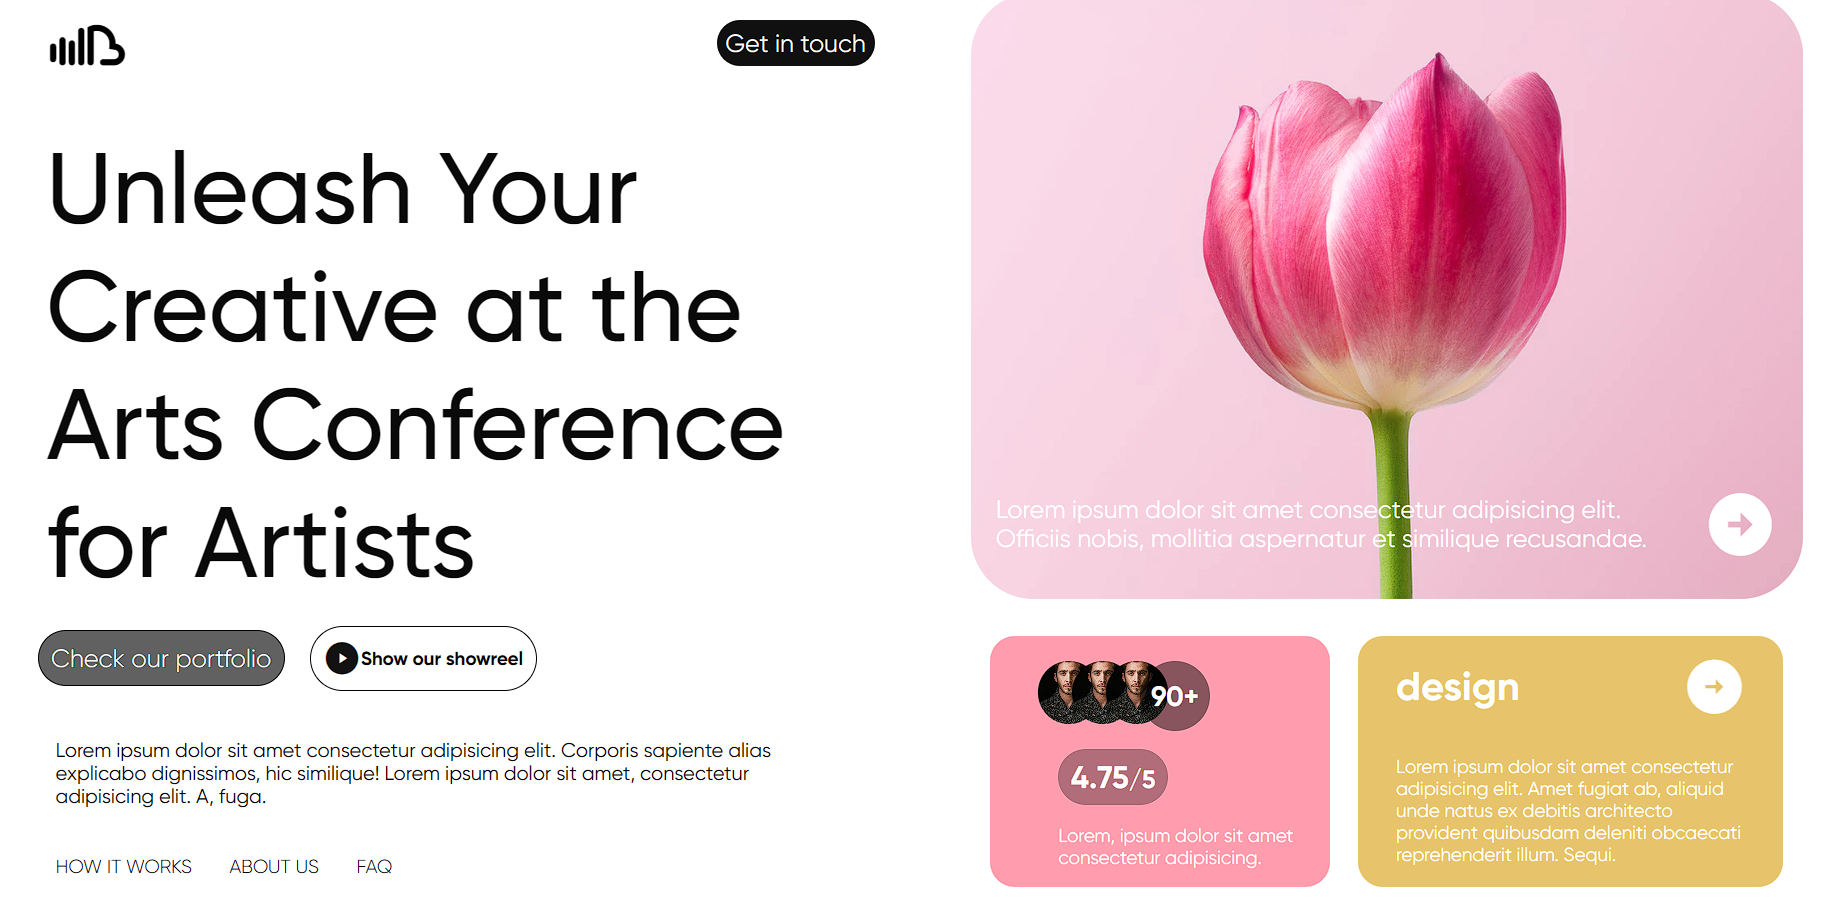 Get in touch
Unleash Your
Creative at the
Arts Conference
for Artists
Check our portfolio
Show our showreel
Lorem ipsum dolor sit amet consectetur adipisicing elit. Corporis sapiente alias
explicabo dignissimos, hic similique! Lorem ipsum dolor sit amet, consectetur
adipisicing elit. A, fuga.
HOW IT WORKS
ABOUT US
FAQ
Lorem ipsum dolor sit amet consectetur adipisicing elit.
Officiis nobis, mollitia aspernatur et similique recusandae.
90+
4.75/5
Lorem, ipsum dolor sit amet
consectetur adipisicing.
design
Lorem ipsum dolor sit amet consectetur
adipisicing elit. Amet fugiat ab, aliquid
unde natus ex debitis architecto
provident quibusdam deleniti obcaecati
reprehenderit illum. Sequi.